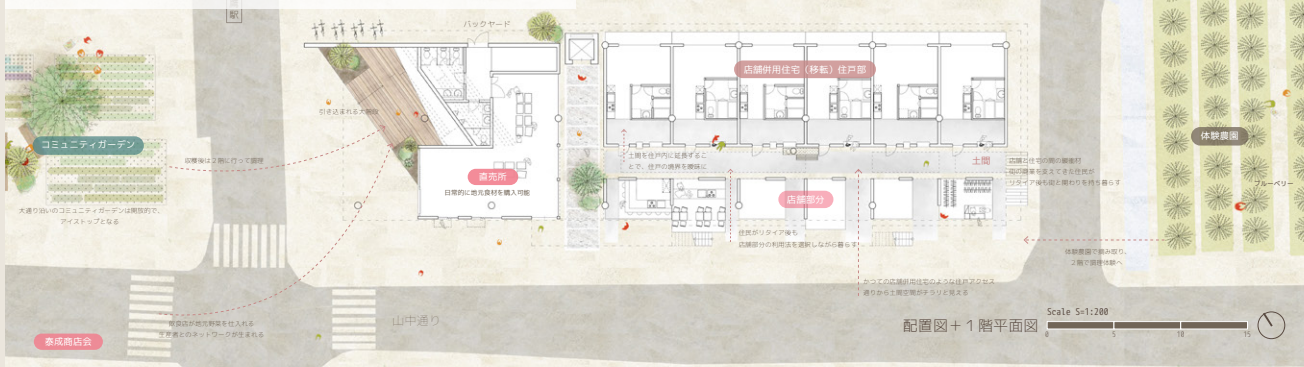 駅
バックヤード
店舗併用住宅（移転）住戸部
引き込まれる大階段
コミュニティガーデン
収穫後は２階に行って調理
体験農園
土間を住戸内に延長するこ
とで、住戸の境界を曖昧に
土間
店舗と住宅の間の緩衝材
街の商業を支えてきた住民が
リタイア後も街と関わりを持ち暮らす
直売所
日常的に地元食材を購入可能
ブルーベリー
店舗部分
大通り沿いのコミュニティガーデンは開放的で、
アイストップとなる
住民がリタイア後も
店舗部分の利用法を選択しながら暮らす
体験農園で摘み取り、
２階で調理体験へ
かつての店舗併用住宅のような住戸アクセス
通りから土間空間がチラリと見える
飲食店が地元野菜を仕入れる
生産者とのネットワークが生まれる
山中通り
泰成商店会
配置図＋１階平面図
Scale S=1:200
0 5 10 15